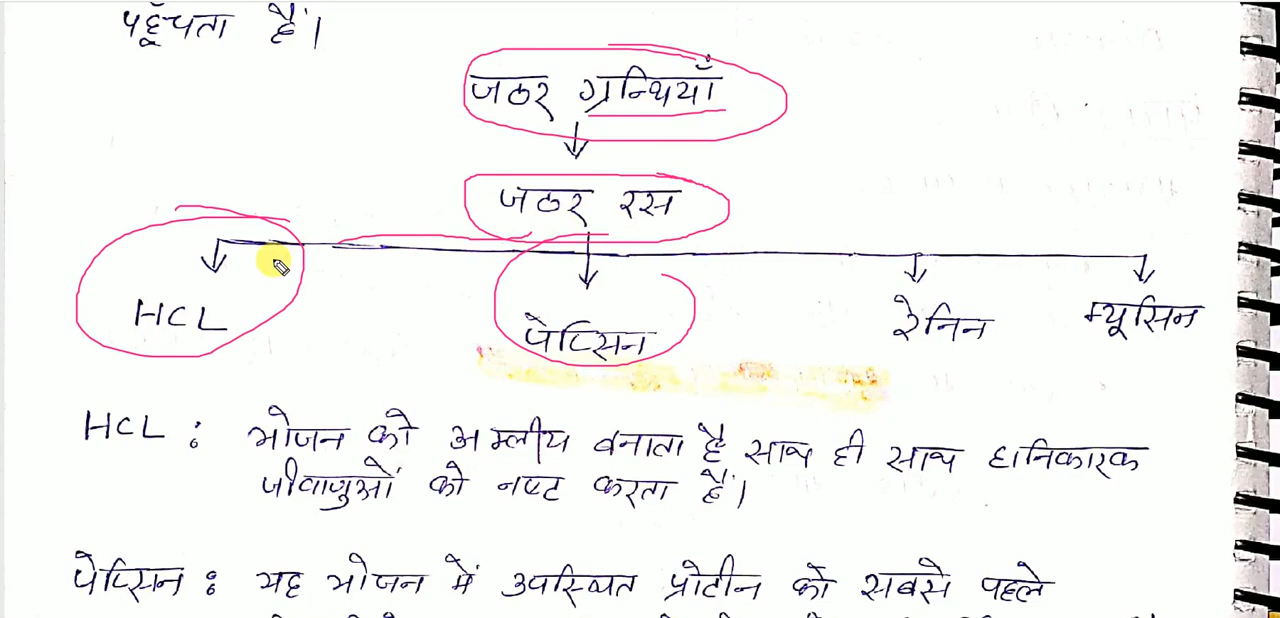 पहुँचता है।
जठर ग्रन्थियाँ
जठर रस
HCL पेप्सिन रेनिन म्यूसिन
HCL : भोजन को अम्लीय बनाता है साथ ही साथ हानिकारक
जीवाणुओं को नष्ट करता है।
पेप्सिन : यह भोजन में उपस्थित प्रोटीन को सबसे पहले